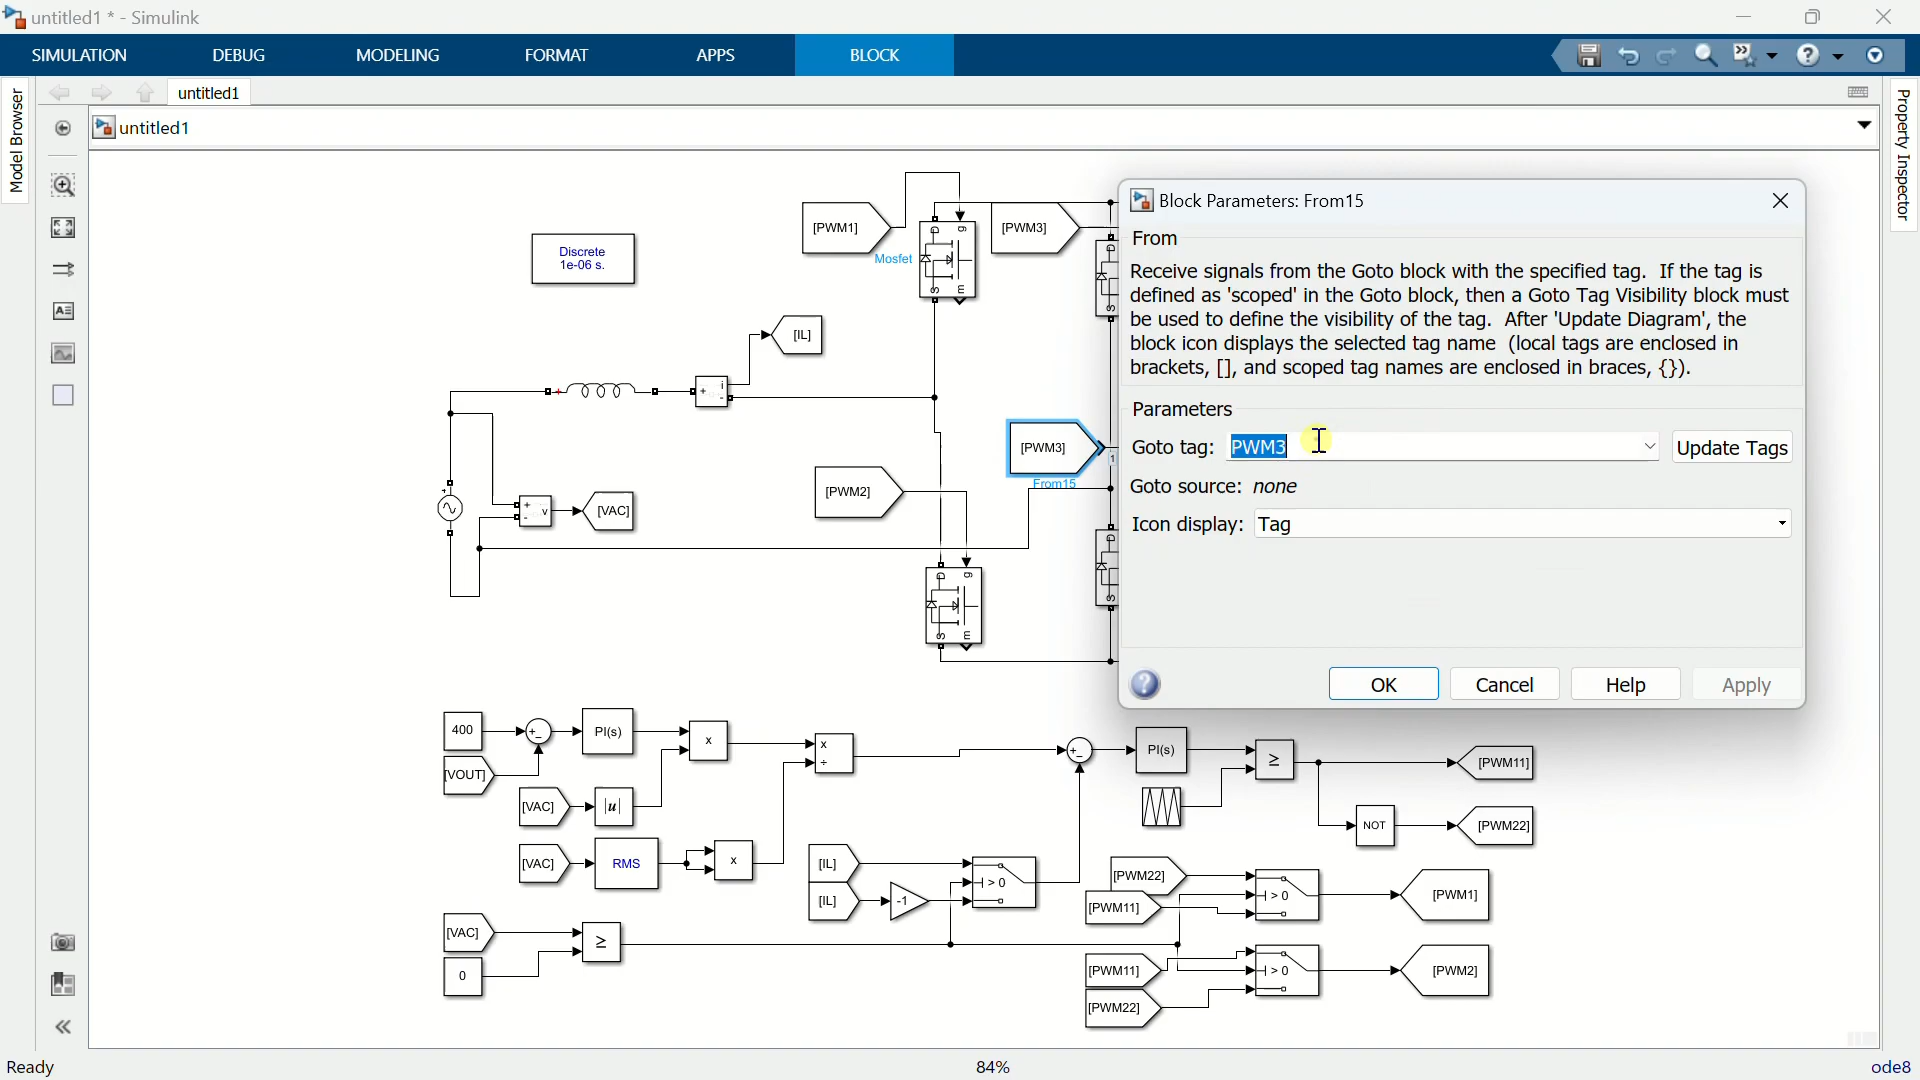 untitled1 * - Simulink
SIMULATION
DEBUG
MODELING
FORMAT
APPS
BLOCK
Model Browser
untitled1
untitled1
Property Inspector
Discrete
1e-06 s.
[PWM1]
Mosfet
D
g
S
m
[PWM3]
D
S
[IL]
+
i
-
[PWM3]
1
From15
[PWM2]
+
v
-
[VAC]
D
g
S
m
D
S
Block Parameters: From15
From
Receive signals from the Goto block with the specified tag. If the tag is
defined as 'scoped' in the Goto block, then a Goto Tag Visibility block must
be used to define the visibility of the tag. After 'Update Diagram', the
block icon displays the selected tag name (local tags are enclosed in
brackets, [], and scoped tag names are enclosed in braces, {}).
Parameters
Goto tag: PWM3
Update Tags
Goto source: none
Icon display: Tag
OK
Cancel
Help
Apply
400
[VOUT]
PI(s)
x
x
÷
[VAC]
|u|
[VAC]
RMS
x
[IL]
[IL]
-1
> 0
[VAC]
0
≥
PI(s)
≥
[PWM11]
NOT
[PWM22]
[PWM22]
[PWM11]
> 0
[PWM1]
[PWM11]
[PWM22]
> 0
[PWM2]
Ready
84%
ode8